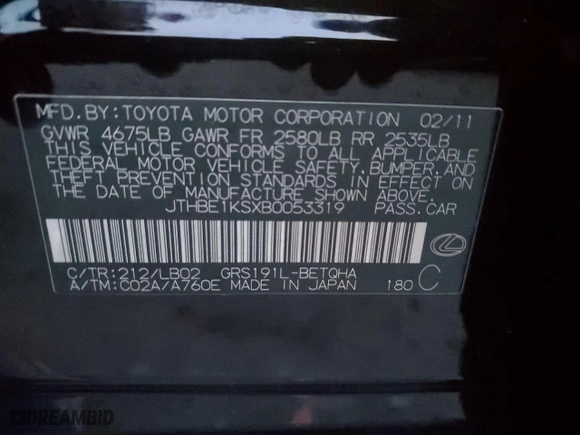 MFD.BY:TOYOTA MOTOR CORPORATION 02/11
GVWR 4675LB GAWR FR 2580LB RR 2535LB
THIS VEHICLE CONFORMS TO ALL APPLICABLE
FEDERAL MOTOR VEHICLE SAFETY,BUMPER,AND
THEFT PREVENTION STANDARDS IN EFFECT ON
THE DATE OF MANUFACTURE SHOWN ABOVE.
JTHBE1KSXB0053319 PASS.CAR
C/TR:212/LB02 GRS191L-BETQHA
A/TM:C02A/A760E MADE IN JAPAN 180 C
DREAMBID